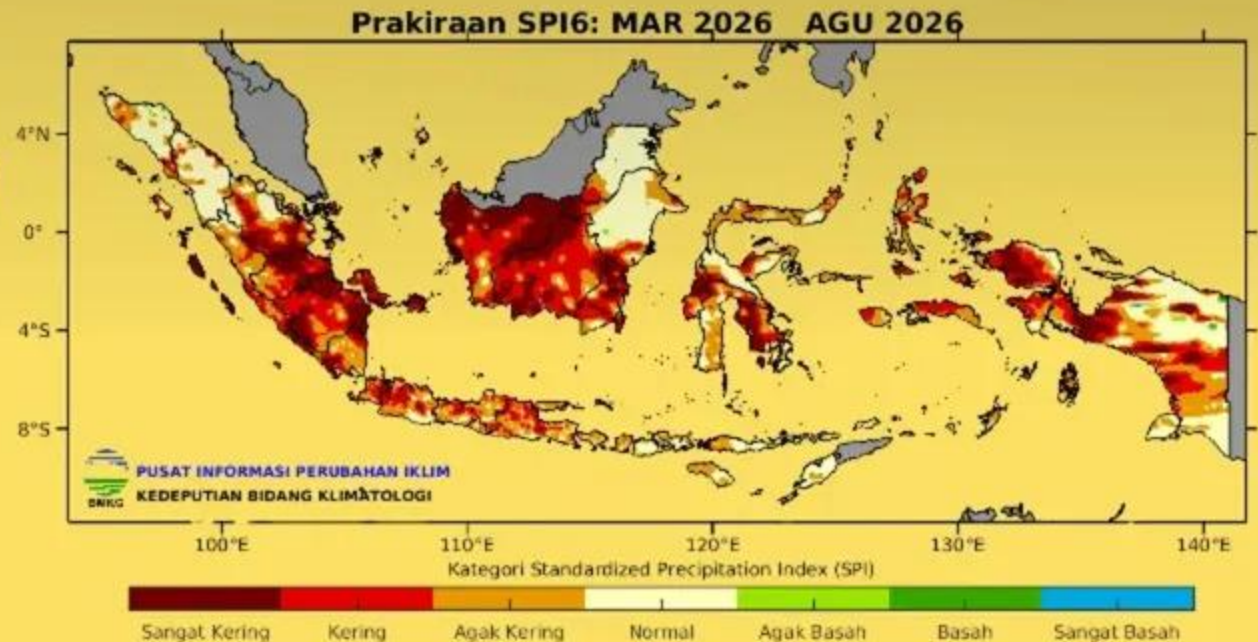 Prakiraan SPI6: MAR 2026 AGU 2026
4°N
0°
4°S
8°S
PUSAT INFORMASI PERUBAHAN IKLIM
BMKG
KEDEPUTIAN BIDANG KLIMATOLOGI
100°E 110°E 120°E 130°E 140°E
Kategori Standardized Precipitation Index (SPI)
Sangat Kering Kering Agak Kering Normal Agak Basah Basah Sangat Basah